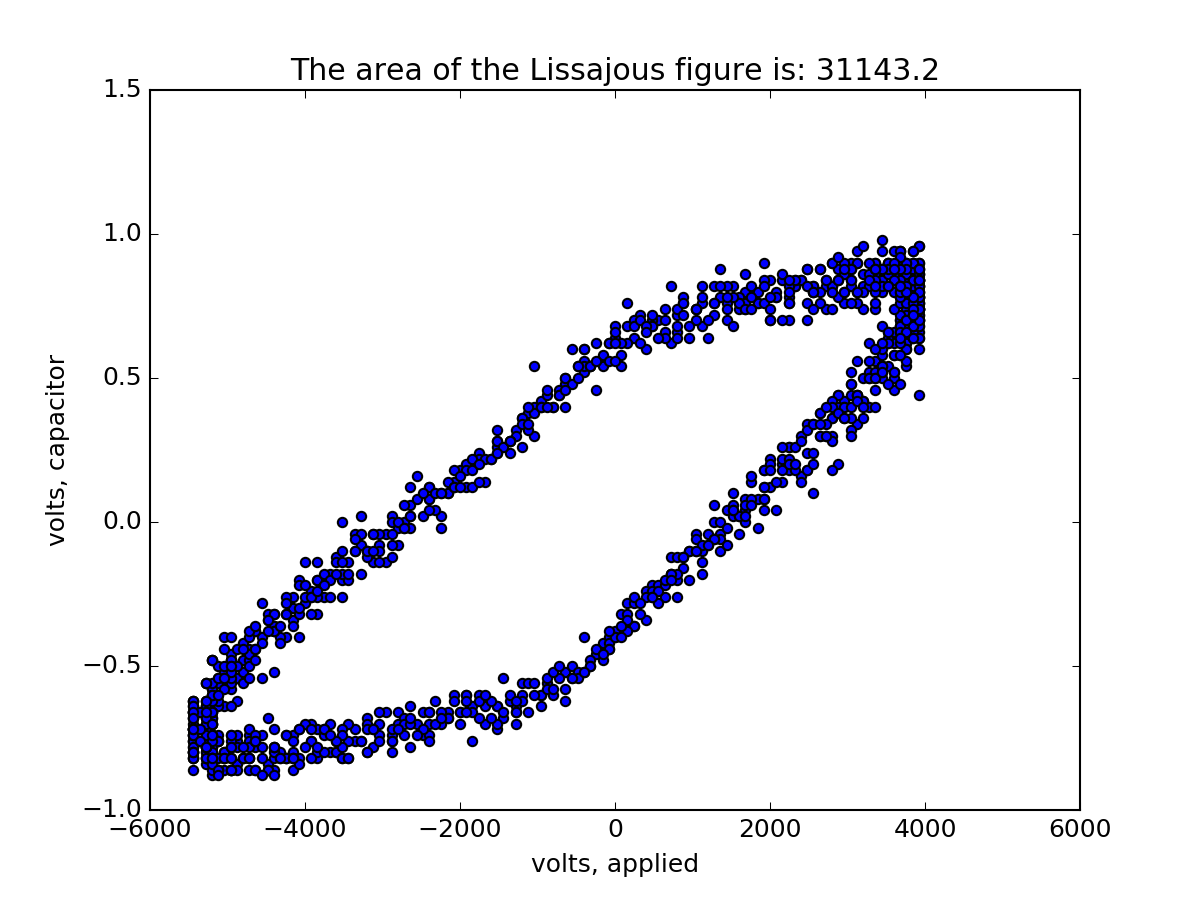 The area of the Lissajous figure is: 31143.2
1.5
1.0
0.5
0.0
−0.5
−1.0
−6000 −4000 −2000 0 2000 4000 6000
volts, capacitor
volts, applied